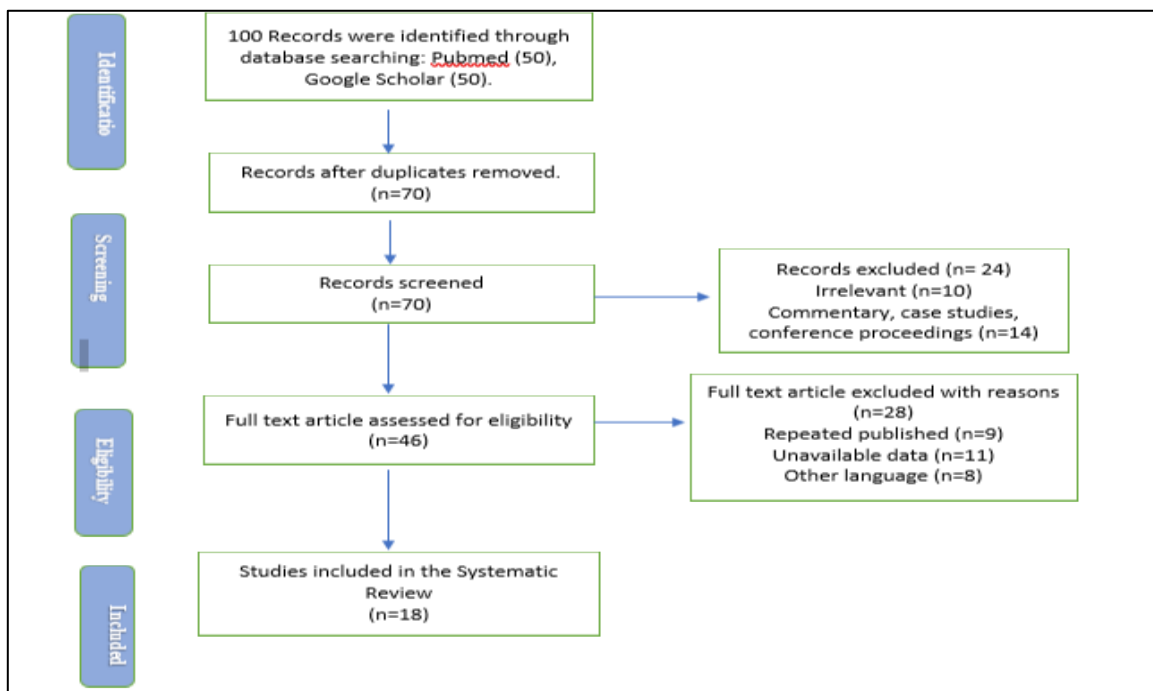 Identificatio
100 Records were identified through
database searching: Pubmed (50),
Google Scholar (50).
Records after duplicates removed.
(n=70)
Screening
Records screened
(n=70)
Records excluded (n= 24)
Irrelevant (n=10)
Commentary, case studies,
conference proceedings (n=14)
Eligibility
Full text article assessed for eligibility
(n=46)
Full text article excluded with reasons
(n=28)
Repeated published (n=9)
Unavailable data (n=11)
Other language (n=8)
Included
Studies included in the Systematic
Review
(n=18)